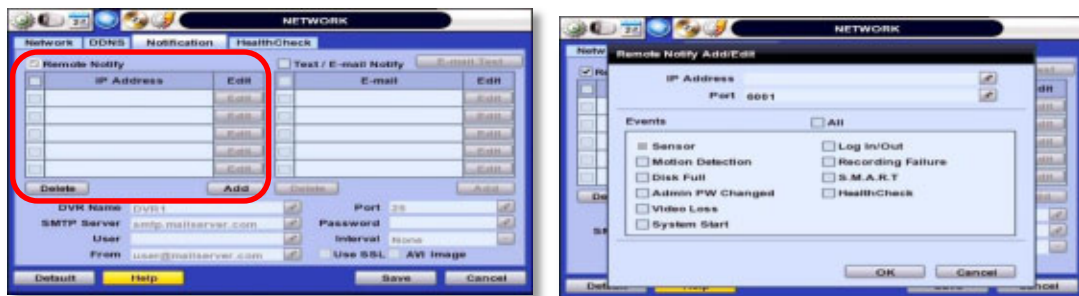 NETWORK
Network DDNS Notification HealthCheck
Remote Notify
IP Address Edit
Edit
Edit
Edit
Edit
Edit
Delete Add
Text / E-mail Notify E-mail Test
E-mail Edit
Edit
Edit
Edit
Edit
Edit
Delete Add
DVR Name DVR1 Port 25
SMTP Server smtp.mailserver.com Password
User Interval None
From user@mailserver.com Use SSL AVI Image
Default Help Save Cancel
NETWORK
Netw
Remote Notify Add/Edit
IP Address
Port 6001
Events All
Sensor Log In/Out
Motion Detection Recording Failure
Disk Full S.M.A.R.T
Admin PW Changed HealthCheck
Video Loss
System Start
OK Cancel